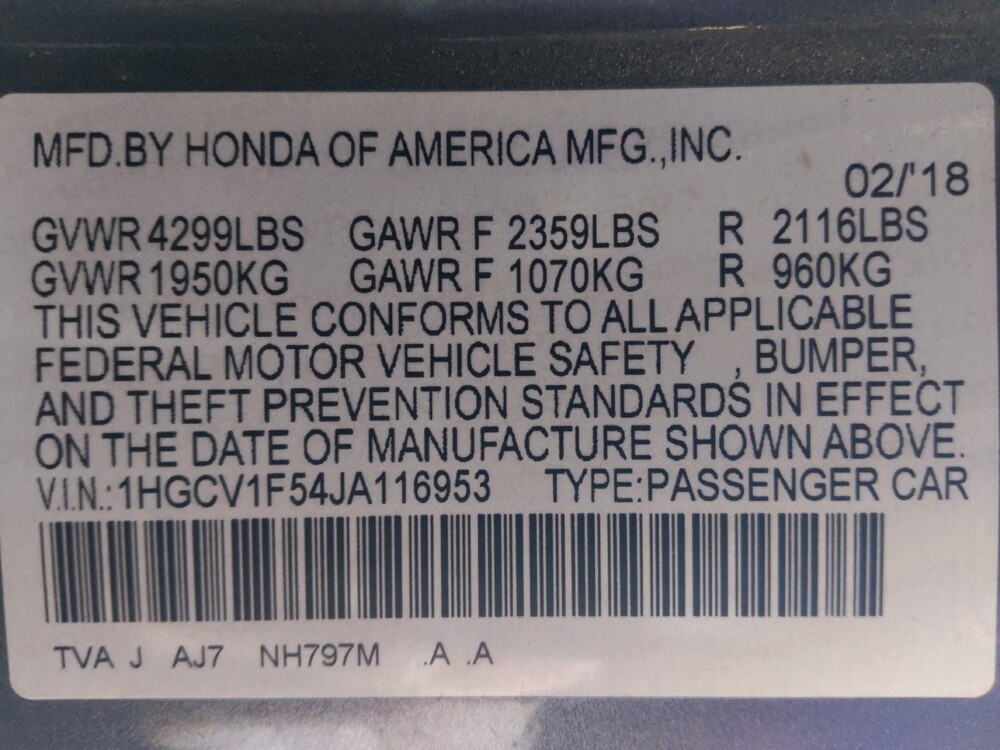 MFD.BY HONDA OF AMERICA MFG.,INC.
02/'18
GVWR 4299LBS GAWR F 2359LBS R 2116LBS
GVWR 1950KG GAWR F 1070KG R 960KG
THIS VEHICLE CONFORMS TO ALL APPLICABLE
FEDERAL MOTOR VEHICLE SAFETY , BUMPER,
AND THEFT PREVENTION STANDARDS IN EFFECT
ON THE DATE OF MANUFACTURE SHOWN ABOVE.
V.I.N.:1HGCV1F54JA116953 TYPE:PASSENGER CAR
TVA J AJ7 NH797M .A .A